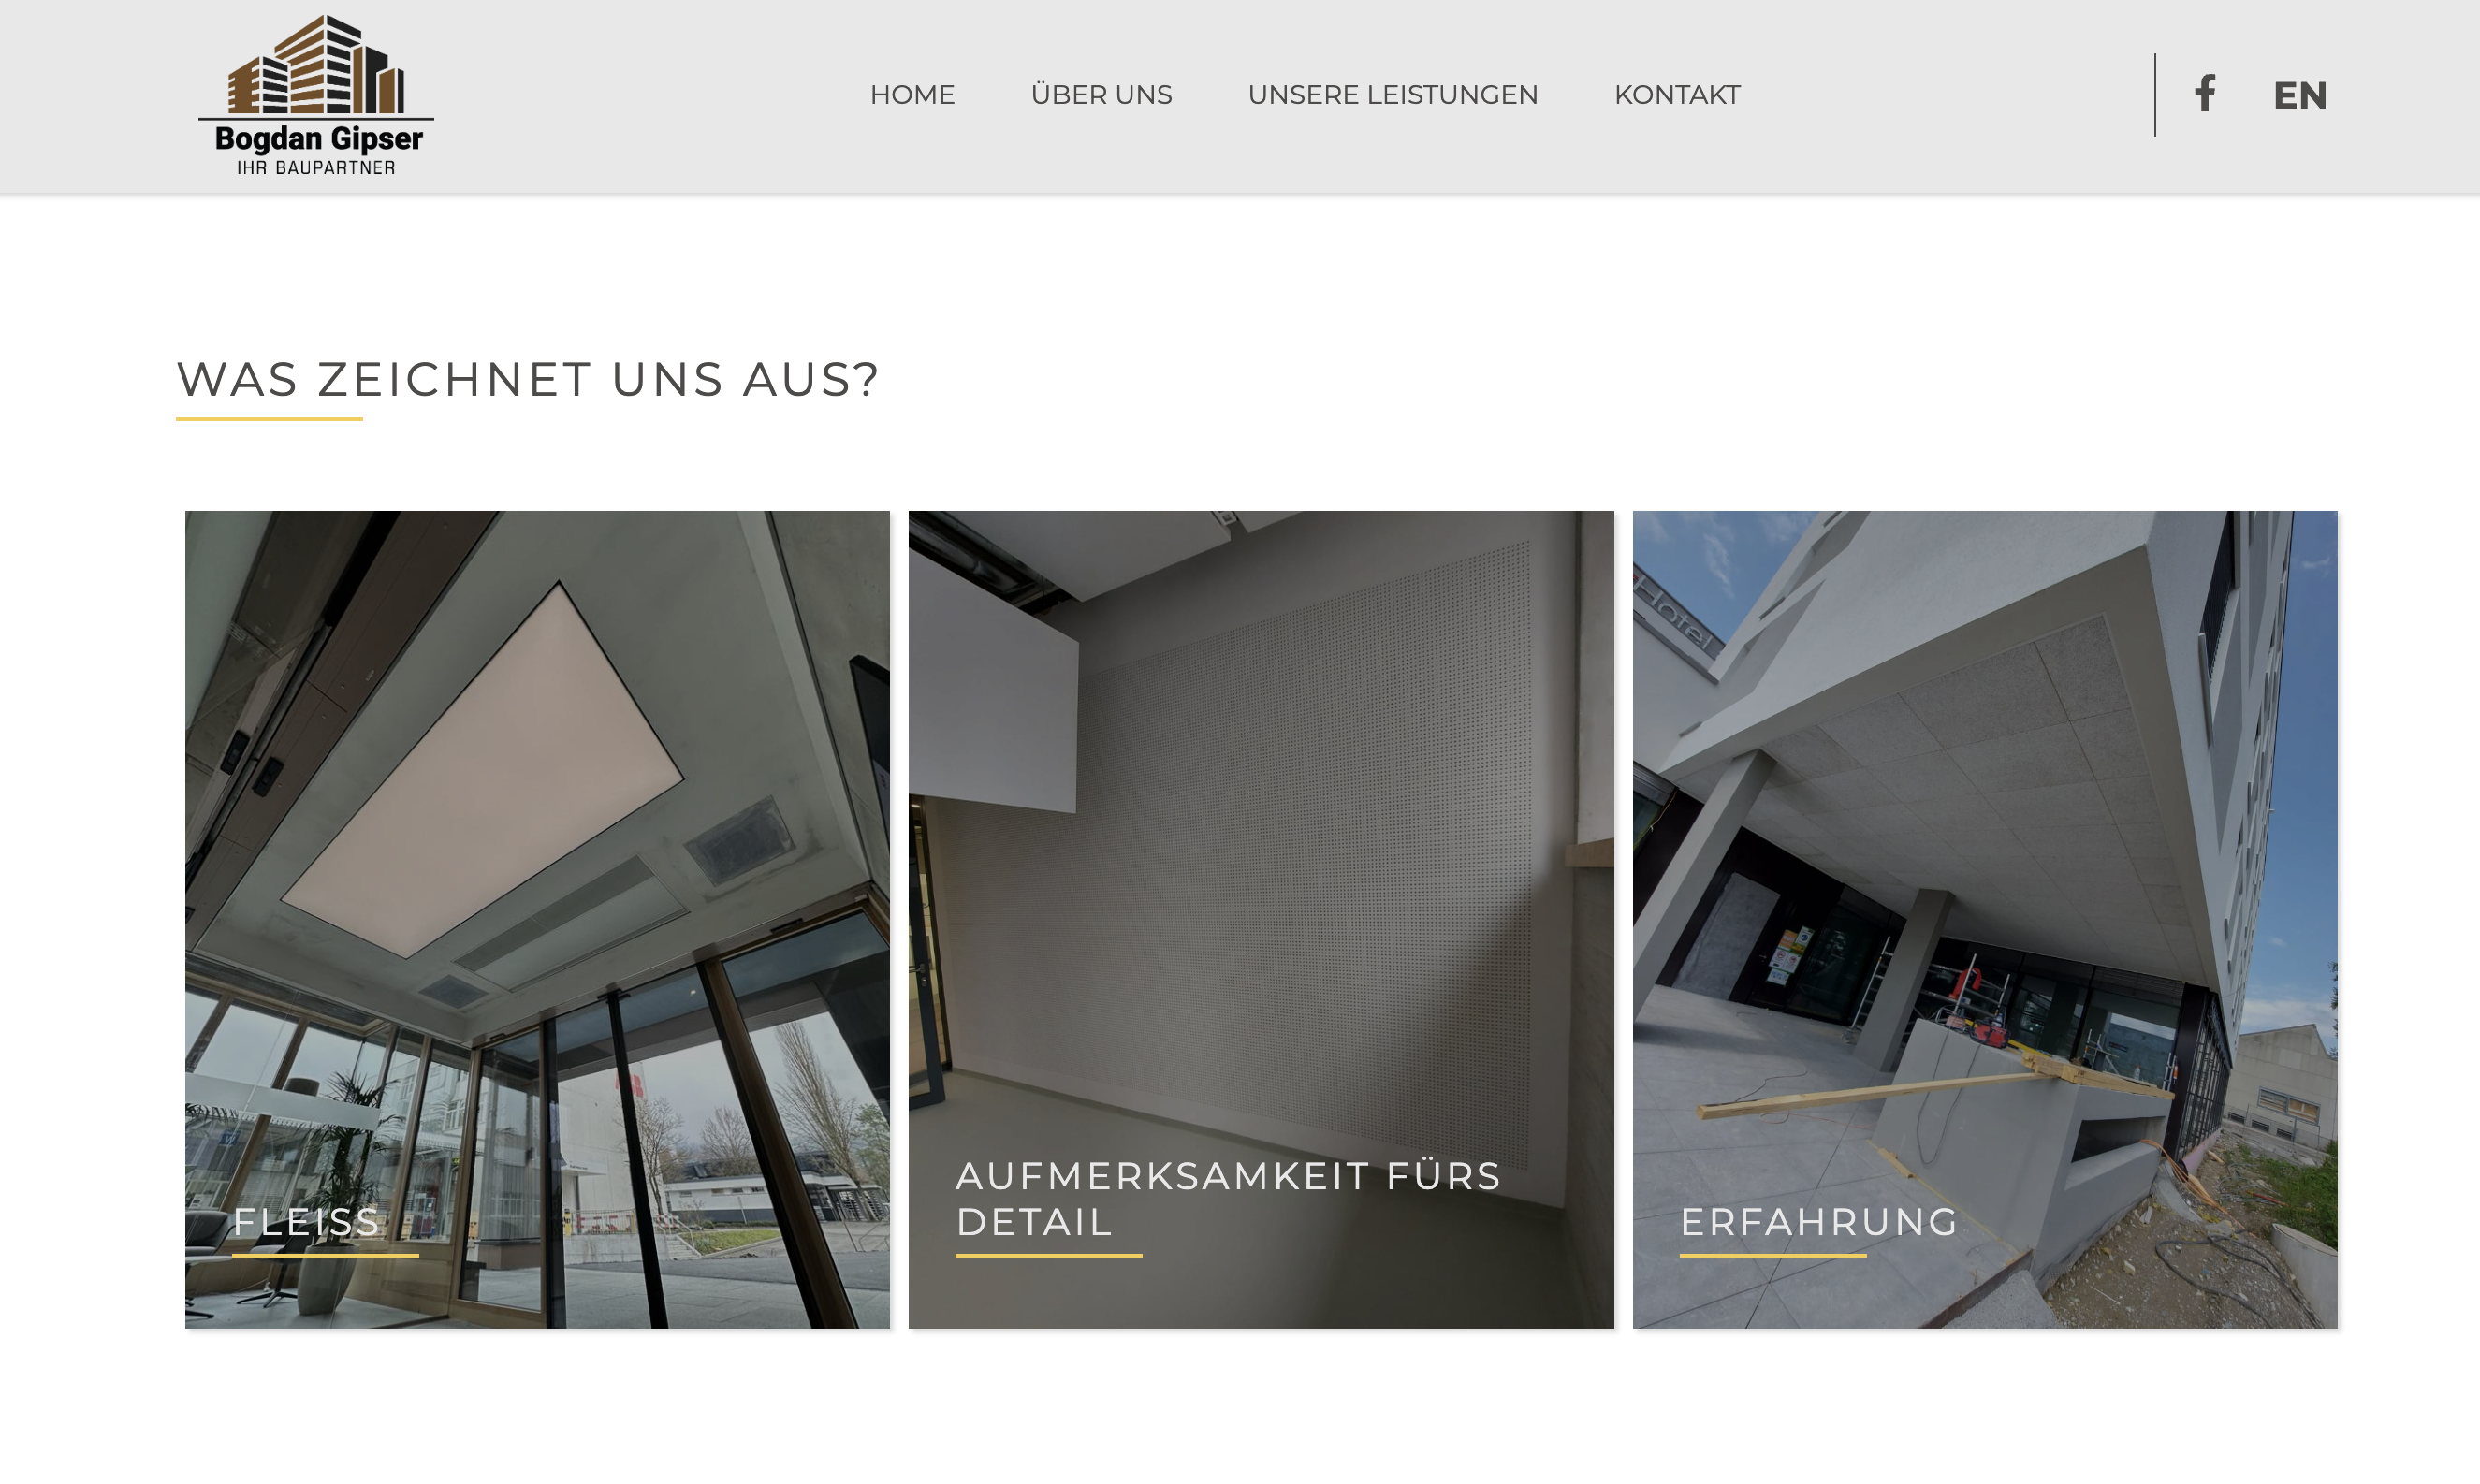 Bogdan Gipser
IHR BAUPARTNER
HOME
ÜBER UNS
UNSERE LEISTUNGEN
KONTAKT
f
EN
WAS ZEICHNET UNS AUS?
FLEISS
AUFMERKSAMKEIT FÜRS
DETAIL
Hotel
ERFAHRUNG